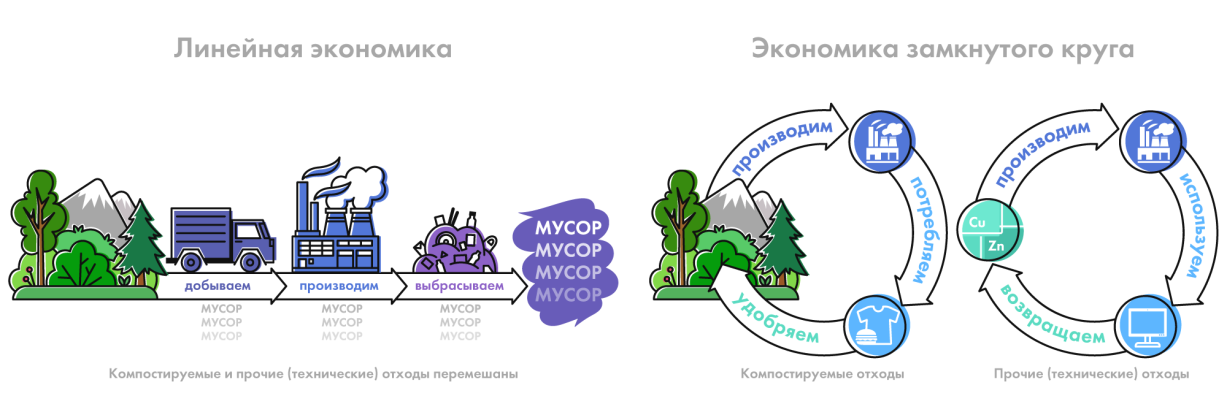 Линейная экономика
добываем
производим
выбрасываем
МУСОР
МУСОР
МУСОР
МУСОР
МУСОР
МУСОР
МУСОР
МУСОР
МУСОР
МУСОР
МУСОР
МУСОР
МУСОР
Компостируемые и прочие (технические) отходы перемешаны
Экономика замкнутого круга
производим
потребляем
удобряем
Компостируемые отходы
производим
используем
возвращаем
Cu
Zn
Прочие (технические) отходы